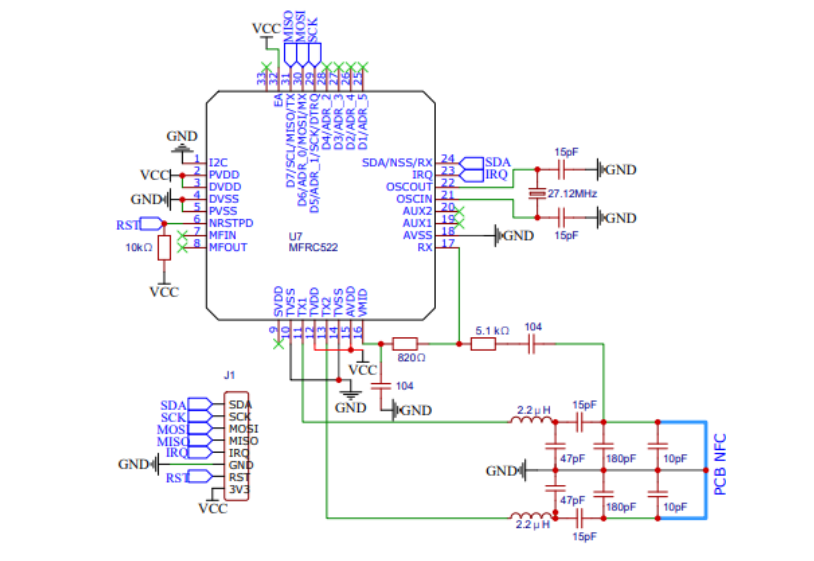 VCC
MISO
MOSI
SCK
33
32
31
30
29
28
27
26
25
EA
D7/SCL/MISO/TX
D6/ADR_0/MOSI/MX
D5/ADR_1/SCK/DTRQ
D4/ADR_2
D3/ADR_3
D2/ADR_4
D1/ADR_5
GND
1 I2C
VCC 2 PVDD
3 DVDD
GND 4 DVSS
5 PVSS
RST 6 NRSTPD
7 MFIN
8 MFOUT
10kΩ
VCC
U7
MFRC522
SDA/NSS/RX 24 SDA
IRQ 23 IRQ
OSCOUT 22
OSCIN 21
AUX2 20
AUX1 19
AVSS 18 GND
RX 17
15pF
GND
27.12MHz
GND
15pF
SVDD
TVSS
TX1
TVDD
TX2
TVSS
AVDD
VMID
9
10
11
12
13
14
15
16
VCC
820Ω
5.1 kΩ
104
104
GND
GND
J1
SDA SDA
SCK SCK
MOSI MOSI
MISO MISO
IRQ IRQ
GND GND
RST RST
3V3
VCC
2.2μH
15pF
47pF
180pF
10pF
GND
47pF
180pF
10pF
2.2μH
15pF
PCB NFC